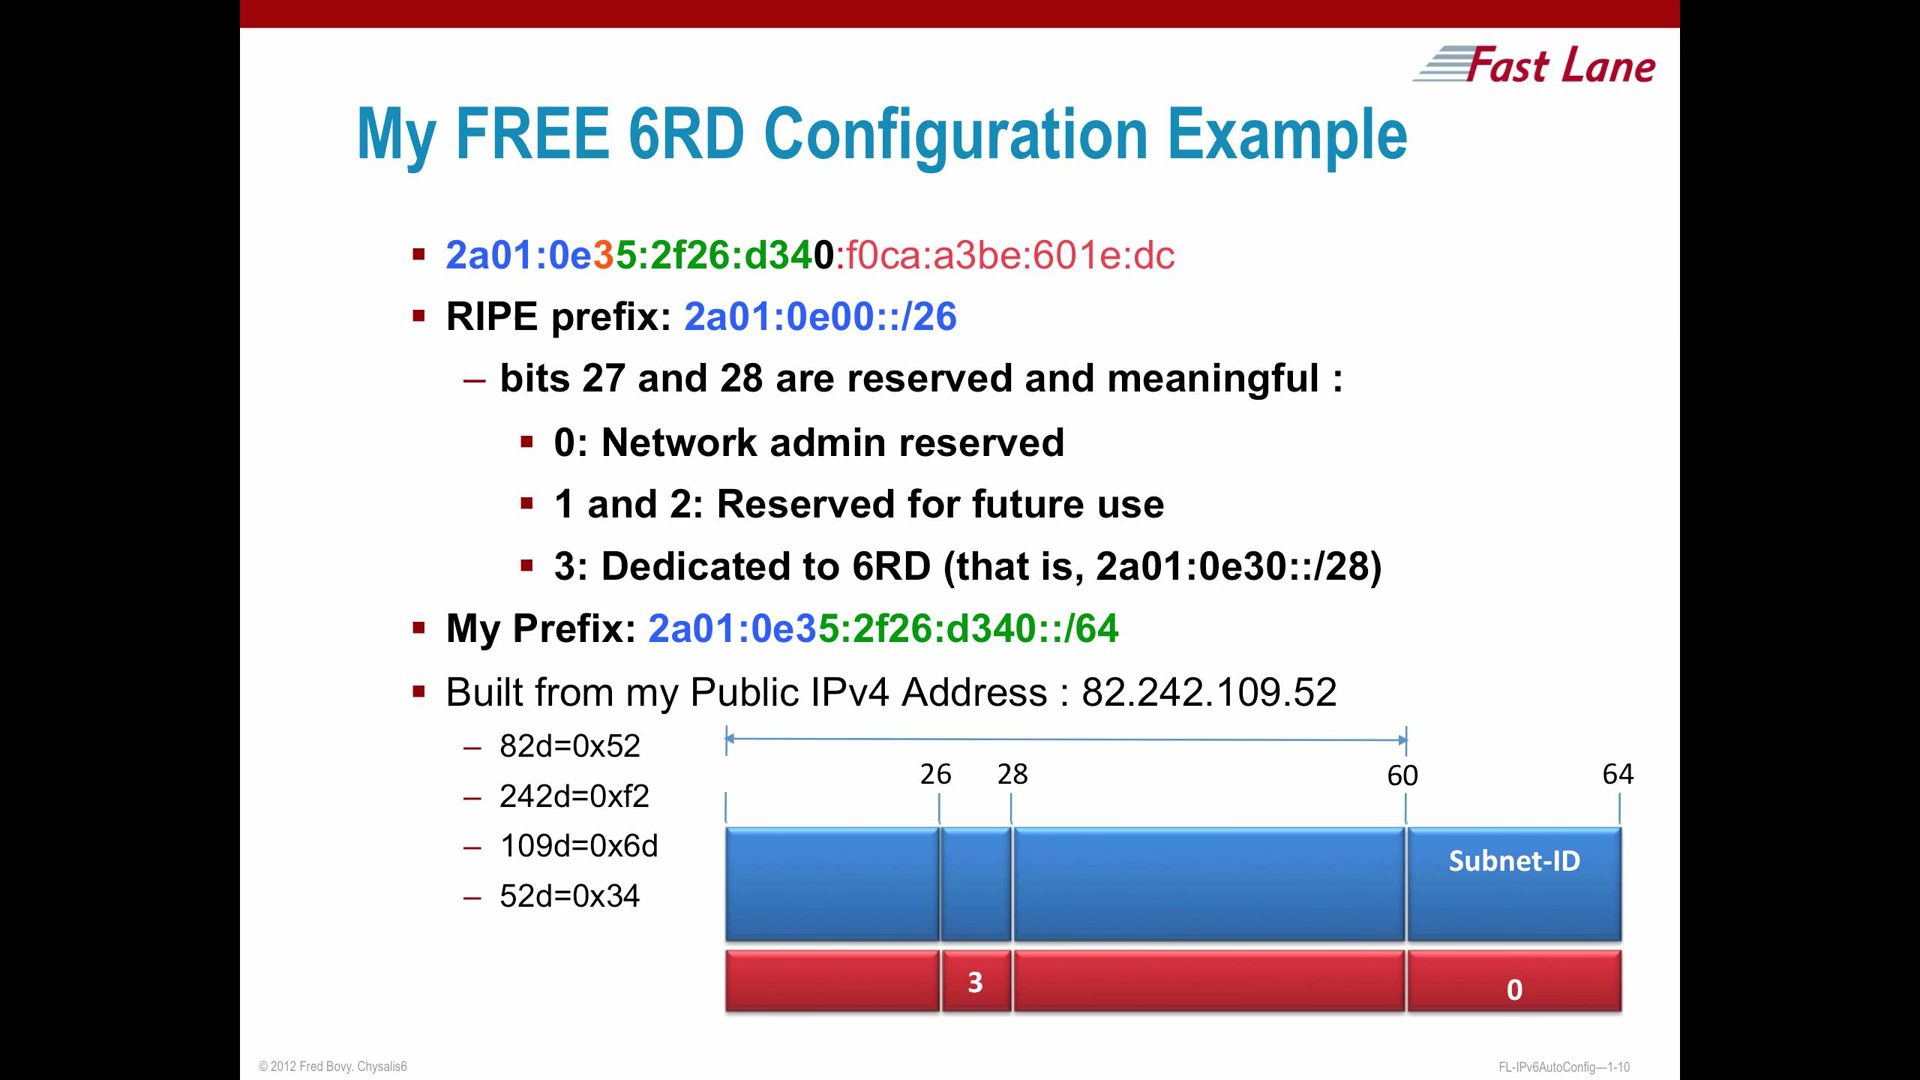 Fast Lane
My FREE 6RD Configuration Example
2a01:0e35:2f26:d340:f0ca:a3be:601e:dc
RIPE prefix: 2a01:0e00::/26
– bits 27 and 28 are reserved and meaningful :
0: Network admin reserved
1 and 2: Reserved for future use
3: Dedicated to 6RD (that is, 2a01:0e30::/28)
My Prefix: 2a01:0e35:2f26:d340::/64
Built from my Public IPv4 Address : 82.242.109.52
– 82d=0x52
– 242d=0xf2
– 109d=0x6d
– 52d=0x34
26 28 60 64
Subnet-ID
3 0
© 2012 Fred Bovy. Chysalis6
FL-IPv6AutoConfig—1-10